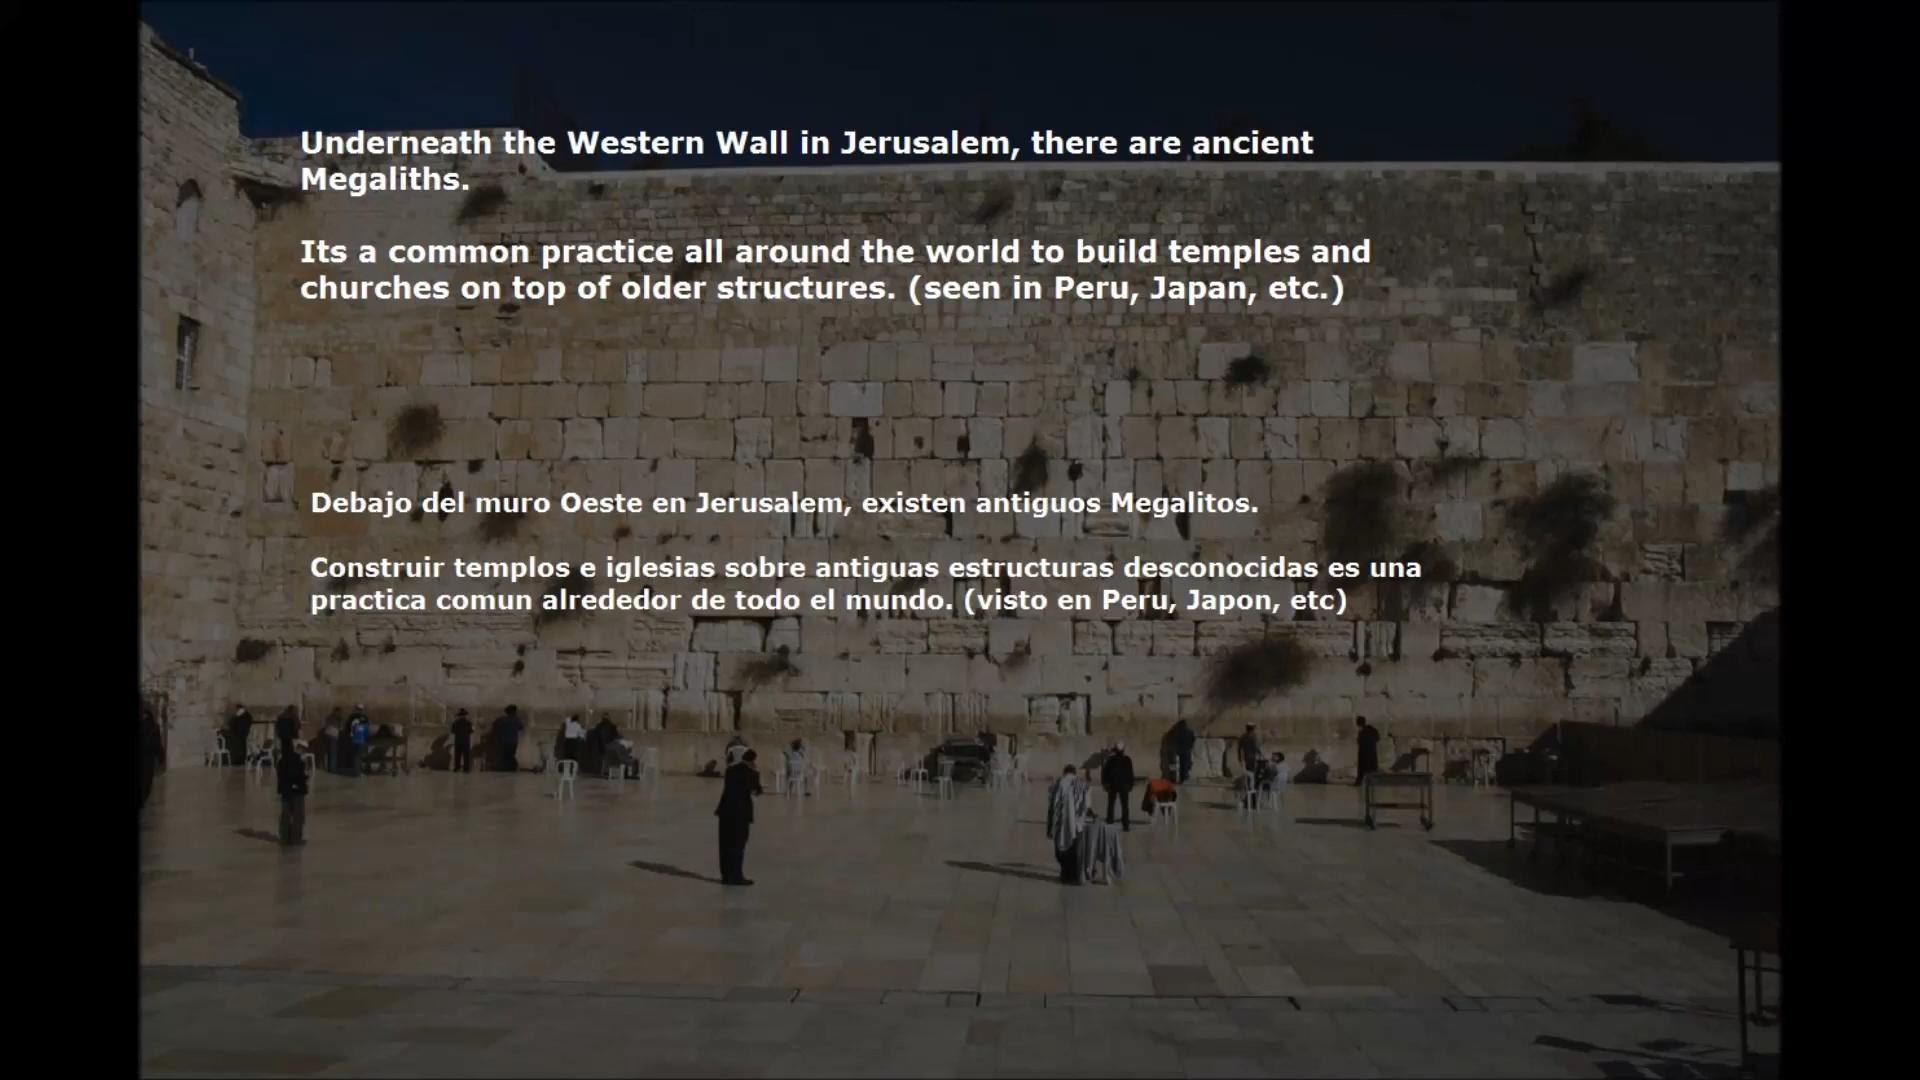 Underneath the Western Wall in Jerusalem, there are ancient
Megaliths.
Its a common practice all around the world to build temples and
churches on top of older structures. (seen in Peru, Japan, etc.)
Debajo del muro Oeste en Jerusalem, existen antiguos Megalitos.
Construir templos e iglesias sobre antiguas estructuras desconocidas es una
practica comun alrededor de todo el mundo. (visto en Peru, Japon, etc)